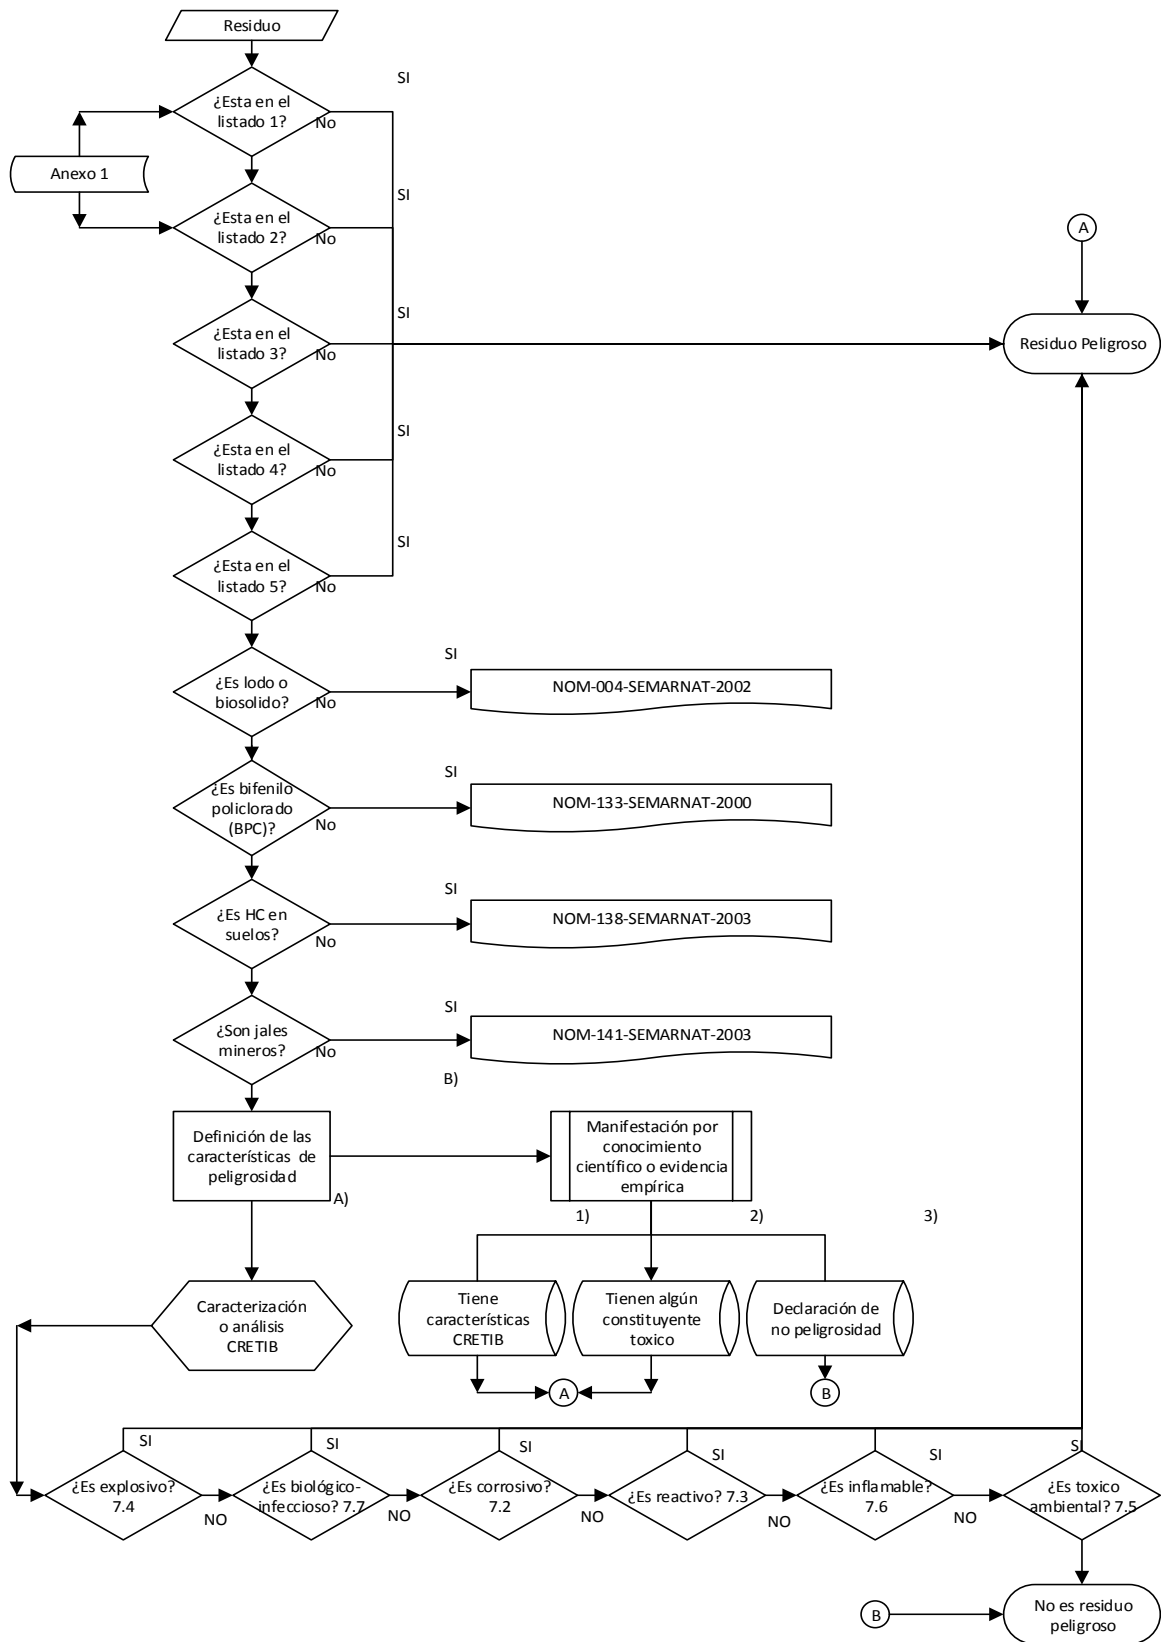 Residuo
SI
¿Esta en el
listado 1?
No
Anexo 1
SI
¿Esta en el
listado 2?
No
A
SI
¿Esta en el
listado 3?
No
Residuo Peligroso
SI
¿Esta en el
listado 4?
No
SI
¿Esta en el
listado 5?
No
SI
¿Es lodo o
biosolido?
No
NOM-004-SEMARNAT-2002
SI
¿Es bifenilo
policlorado
(BPC)?
No
NOM-133-SEMARNAT-2000
SI
¿Es HC en
suelos?
No
NOM-138-SEMARNAT-2003
SI
¿Son jales
mineros?
No
NOM-141-SEMARNAT-2003
B)
Definición de las
características de
peligrosidad
A)
Manifestación por
conocimiento
científico o evidencia
empírica
1)
2)
3)
Caracterización
o análisis
CRETIB
Tiene
características
CRETIB
Tienen algún
constituyente
toxico
Declaración de
no peligrosidad
A
B
SI
SI
SI
SI
SI
SI
¿Es explosivo?
7.4
NO
¿Es biológico-
infeccioso? 7.7
NO
¿Es corrosivo?
7.2
NO
¿Es reactivo? 7.3
NO
¿Es inflamable?
7.6
NO
¿Es toxico
ambiental? 7.5
B
No es residuo
peligroso